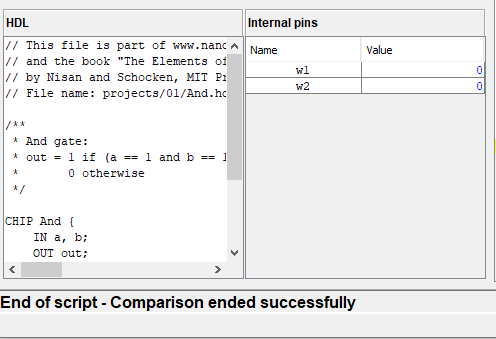 HDL
// This file is part of www.nand
// and the book "The Elements of
// by Nisan and Schocken, MIT Pr
// File name: projects/01/And.hd
/**
* And gate:
* out = 1 if (a == 1 and b == 1
* 0 otherwise
*/
CHIP And {
IN a, b;
OUT out;
Internal pins
Name Value
w1 0
w2 0
End of script - Comparison ended successfully